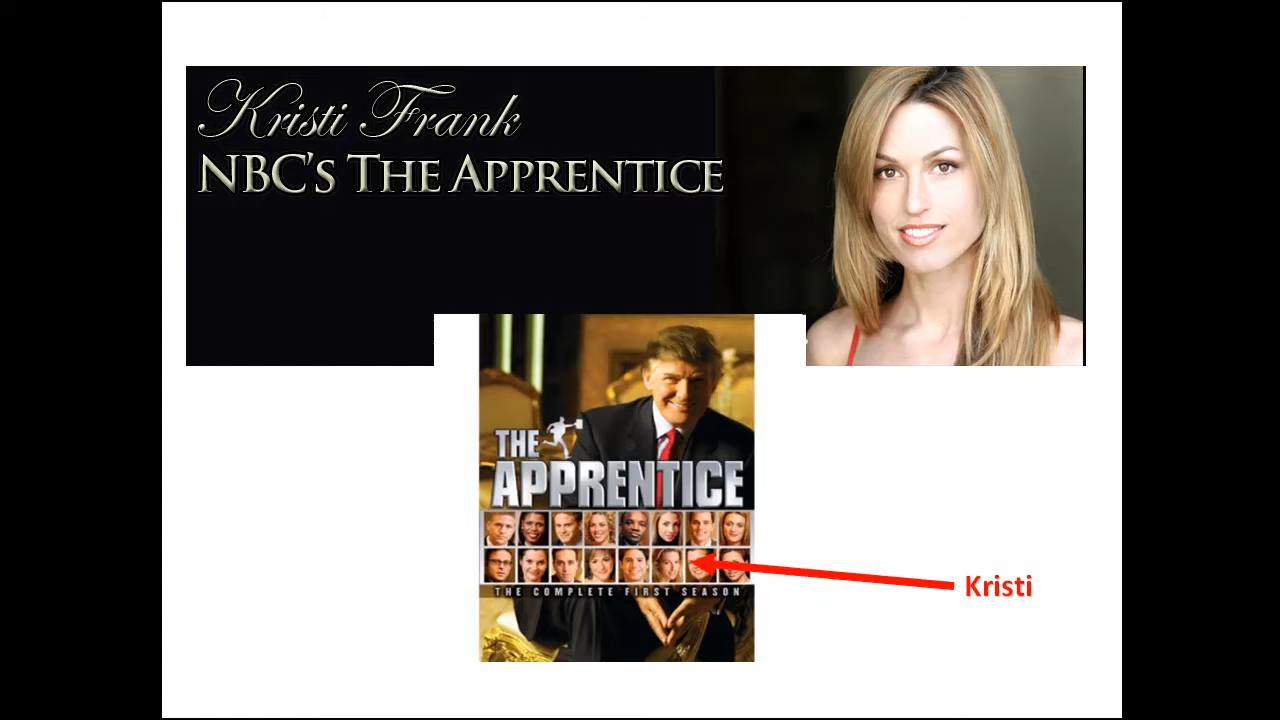 Kristi Frank
NBC's The Apprentice
THE
APPRENTICE
THE COMPLETE FIRST SEASON
Kristi